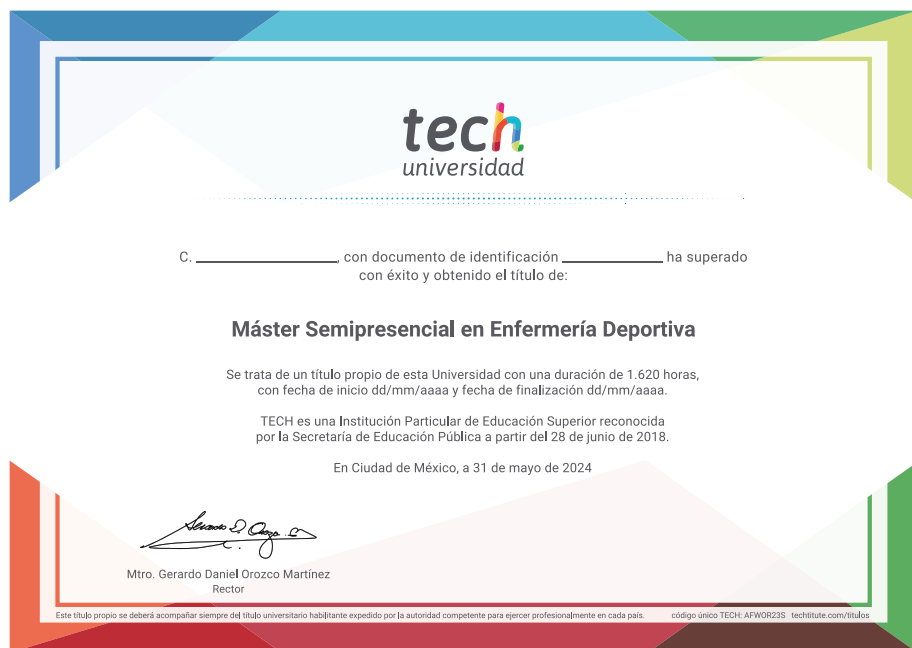 tech
universidad
C. ____________________, con documento de identificación ______________ ha superado
con éxito y obtenido el título de:
Máster Semipresencial en Enfermería Deportiva
Se trata de un título propio de esta Universidad con una duración de 1.620 horas,
con fecha de inicio dd/mm/aaaa y fecha de finalización dd/mm/aaaa.
TECH es una Institución Particular de Educación Superior reconocida
por la Secretaría de Educación Pública a partir del 28 de junio de 2018.
En Ciudad de México, a 31 de mayo de 2024
Mtro. Gerardo Daniel Orozco Martínez
Rector
Este título propio se deberá acompañar siempre del título universitario habilitante expedido por la autoridad competente para ejercer profesionalmente en cada país. código único TECH: AFWOR23S techtitute.com/titulos